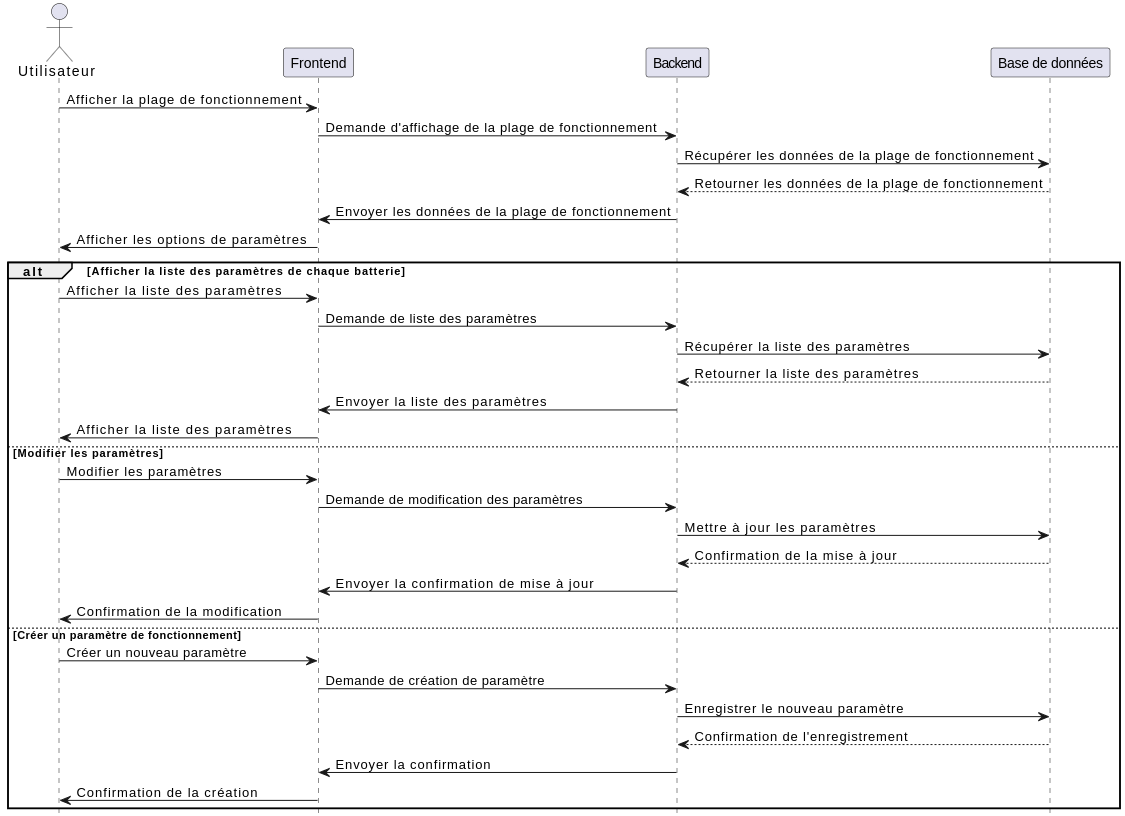 Utilisateur
Frontend
Backend
Base de données
Afficher la plage de fonctionnement
Demande d'affichage de la plage de fonctionnement
Récupérer les données de la plage de fonctionnement
Retourner les données de la plage de fonctionnement
Envoyer les données de la plage de fonctionnement
Afficher les options de paramètres
alt [Afficher la liste des paramètres de chaque batterie]
Afficher la liste des paramètres
Demande de liste des paramètres
Récupérer la liste des paramètres
Retourner la liste des paramètres
Envoyer la liste des paramètres
Afficher la liste des paramètres
[Modifier les paramètres]
Modifier les paramètres
Demande de modification des paramètres
Mettre à jour les paramètres
Confirmation de la mise à jour
Envoyer la confirmation de mise à jour
Confirmation de la modification
[Créer un paramètre de fonctionnement]
Créer un nouveau paramètre
Demande de création de paramètre
Enregistrer le nouveau paramètre
Confirmation de l'enregistrement
Envoyer la confirmation
Confirmation de la création